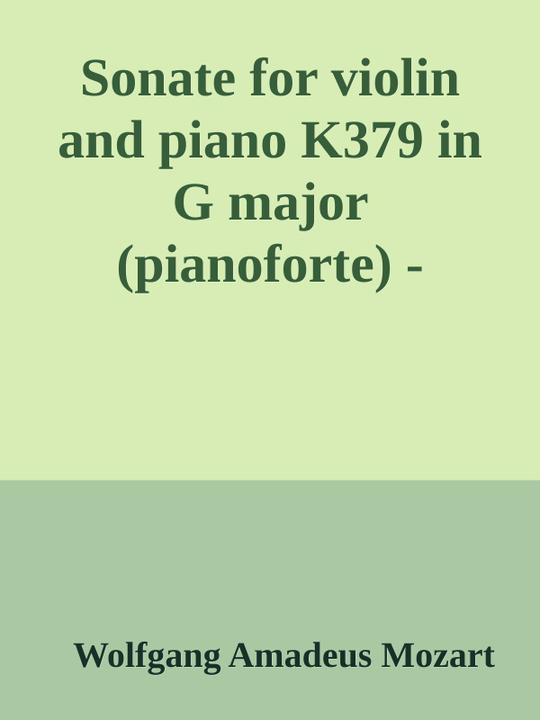 Sonate for violin
and piano K379 in
G major
(pianoforte) -
Wolfgang Amadeus Mozart